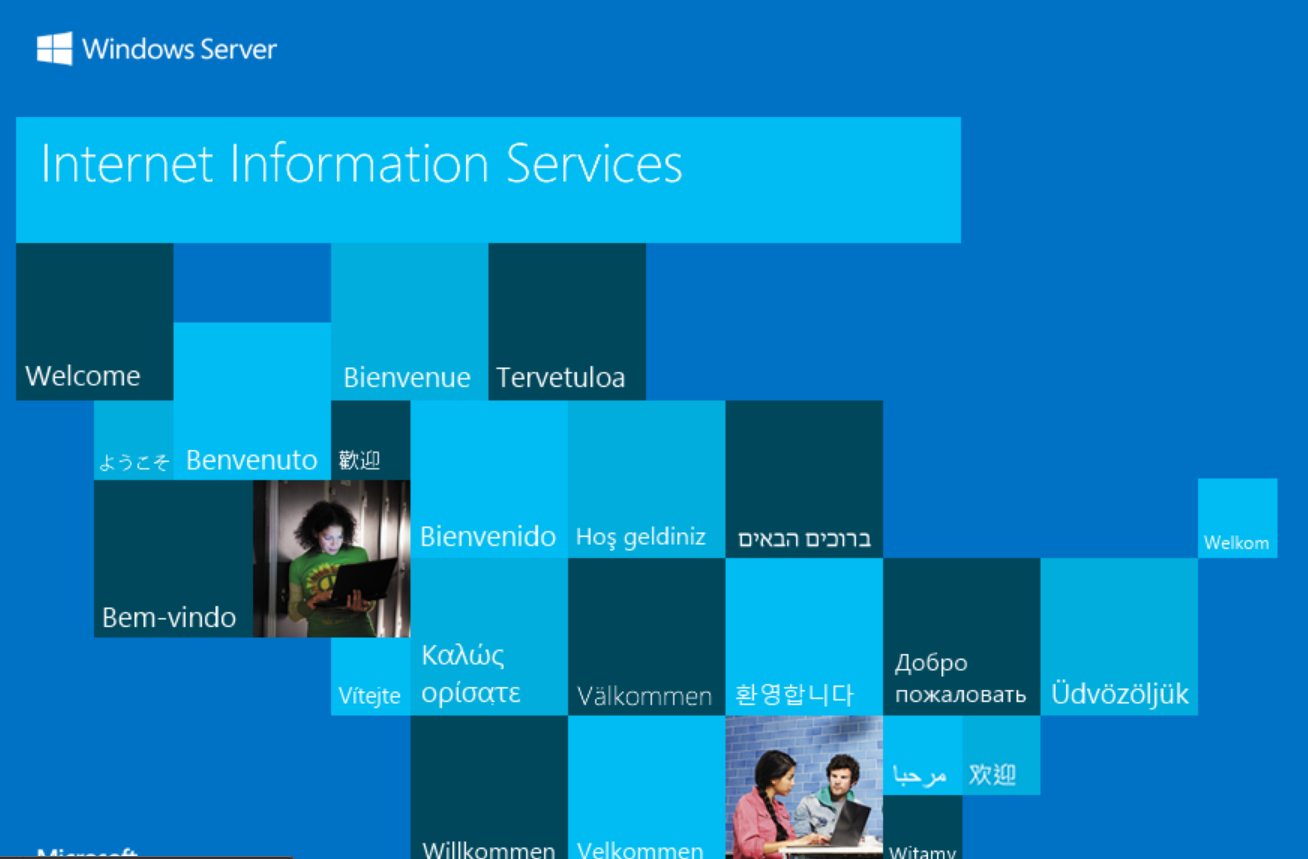 Windows Server
Internet Information Services
Welcome
Bienvenue
Tervetuloa
ようこそ
Benvenuto
歡迎
Bienvenido
Hoş geldiniz
ברוכים הבאים
Welkom
Bem-vindo
Vítejte
Καλώς
ορίσατε
Välkommen
환영합니다
Добро
пожаловать
Üdvözöljük
مرحبا
欢迎
Willkommen
Velkommen
Witamy
Microsoft